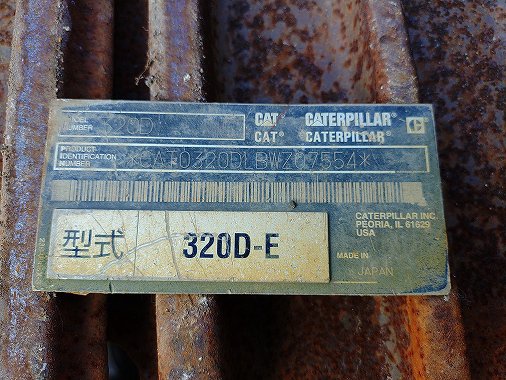 MODEL NUMBER 320D
CAT CATERPILLAR
CAT® CATERPILLAR®
PRODUCT IDENTIFICATION NUMBER
型式 320D-E
CATERPILLAR INC.
PEORIA, IL 61629
USA
MADE IN
JAPAN